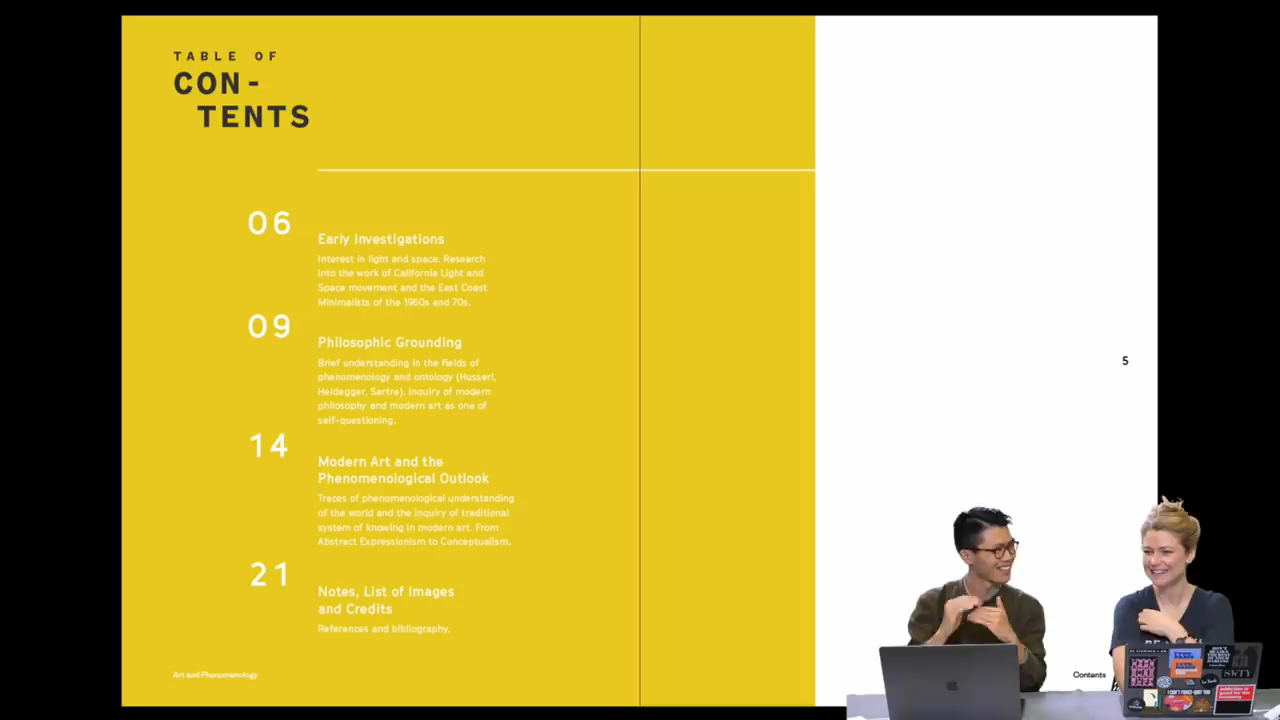 TABLE OF
CON-
TENTS
06
Early Investigations
Interest in light and space. Research
into the work of California Light and
Space movement and the East Coast
Minimalists of the 1960s and 70s.
09
Philosophic Grounding
Brief understanding in the fields of
phenomenology and ontology (Husserl,
Heidegger, Sartre). Inquiry of modern
philosophy and modern art as one of
self-questioning.
14
Modern Art and the
Phenomenological Outlook
Traces of phenomenological understanding
of the world and the inquiry of traditional
system of knowing in modern art. From
Abstract Expressionism to Conceptualism.
21
Notes, List of Images
and Credits
References and bibliography.
Art and Phenomenology
5
Contents